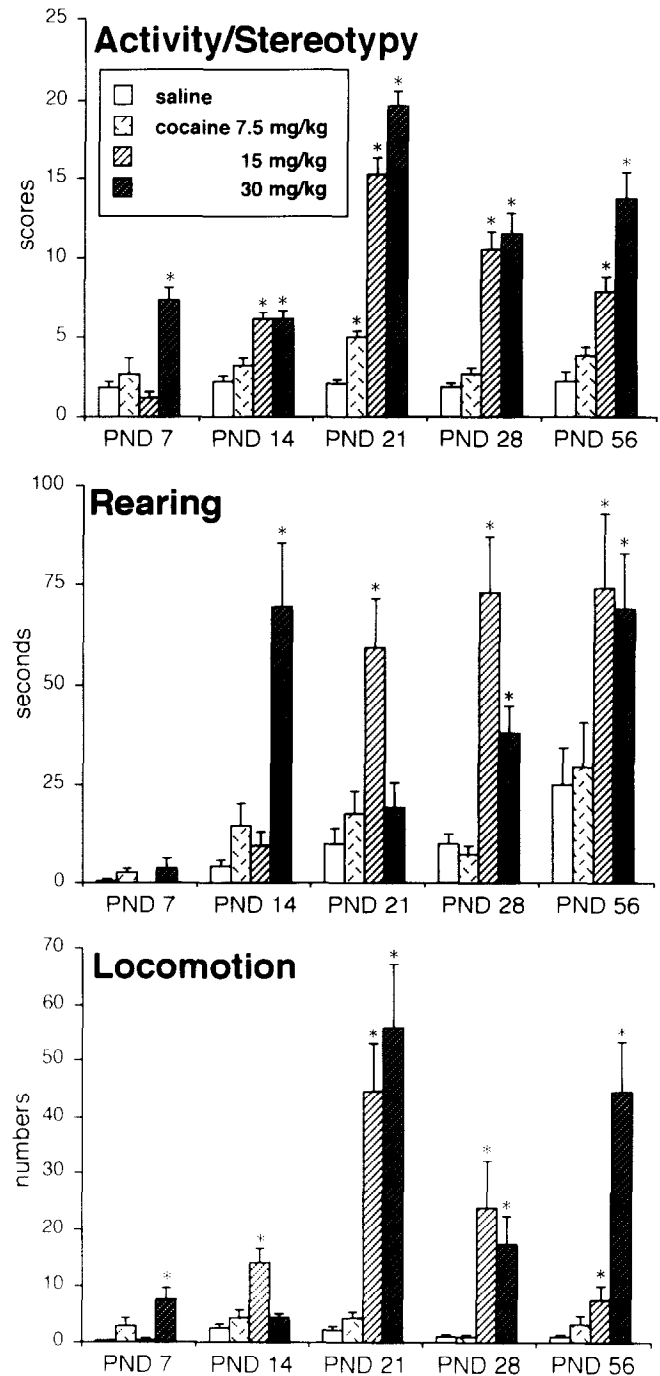 Activity/Stereotypy
25
20
15
10
5
0
scores
saline
cocaine 7.5 mg/kg
15 mg/kg
30 mg/kg
* * * * * * * * * *
PND 7 PND 14 PND 21 PND 28 PND 56
Rearing
100
75
50
25
0
seconds
* * * * * *
PND 7 PND 14 PND 21 PND 28 PND 56
Locomotion
70
60
50
40
30
20
10
0
numbers
* * * * * * * *
PND 7 PND 14 PND 21 PND 28 PND 56